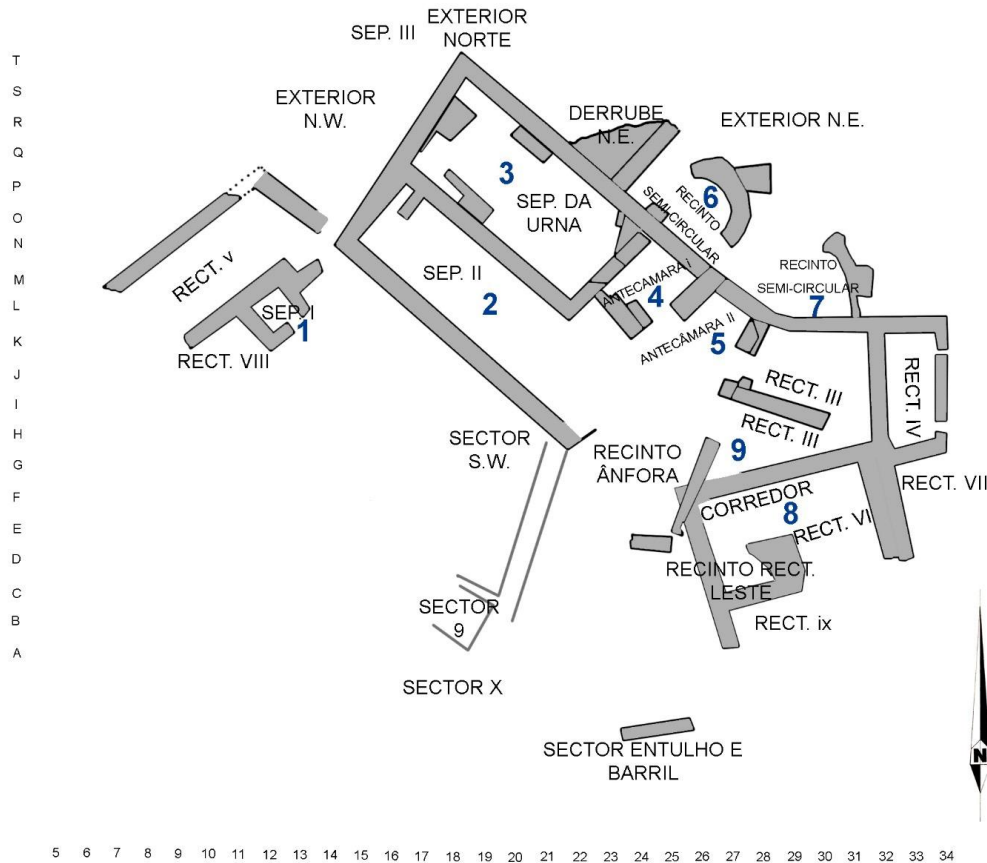 SEP. III
EXTERIOR
NORTE
T
S
R
Q
P
O
N
M
L
K
J
I
H
G
F
E
D
C
B
A
EXTERIOR
N.W.
DERRUBE
N.E.
EXTERIOR N.E.
3
SEP. DA
URNA
6
RECINTO
SEMI-CIRCULAR
RECT. v
SEP. II
2
ANTECÂMARA i
4
RECINTO
SEMI-CIRCULAR
7
SEP. I
1
RECT. VIII
ANTECÂMARA II
5
RECT. III
RECT. III
RECT. IV
SECTOR
S.W.
RECINTO
ÂNFORA
9
CORREDOR
8
RECT. VI
RECT. VII
RECINTO RECT.
LESTE
RECT. ix
SECTOR
9
SECTOR X
SECTOR ENTULHO E
BARRIL
N
5 6 7 8 9 10 11 12 13 14 15 16 17 18 19 20 21 22 23 24 25 26 27 28 29 30 31 32 33 34